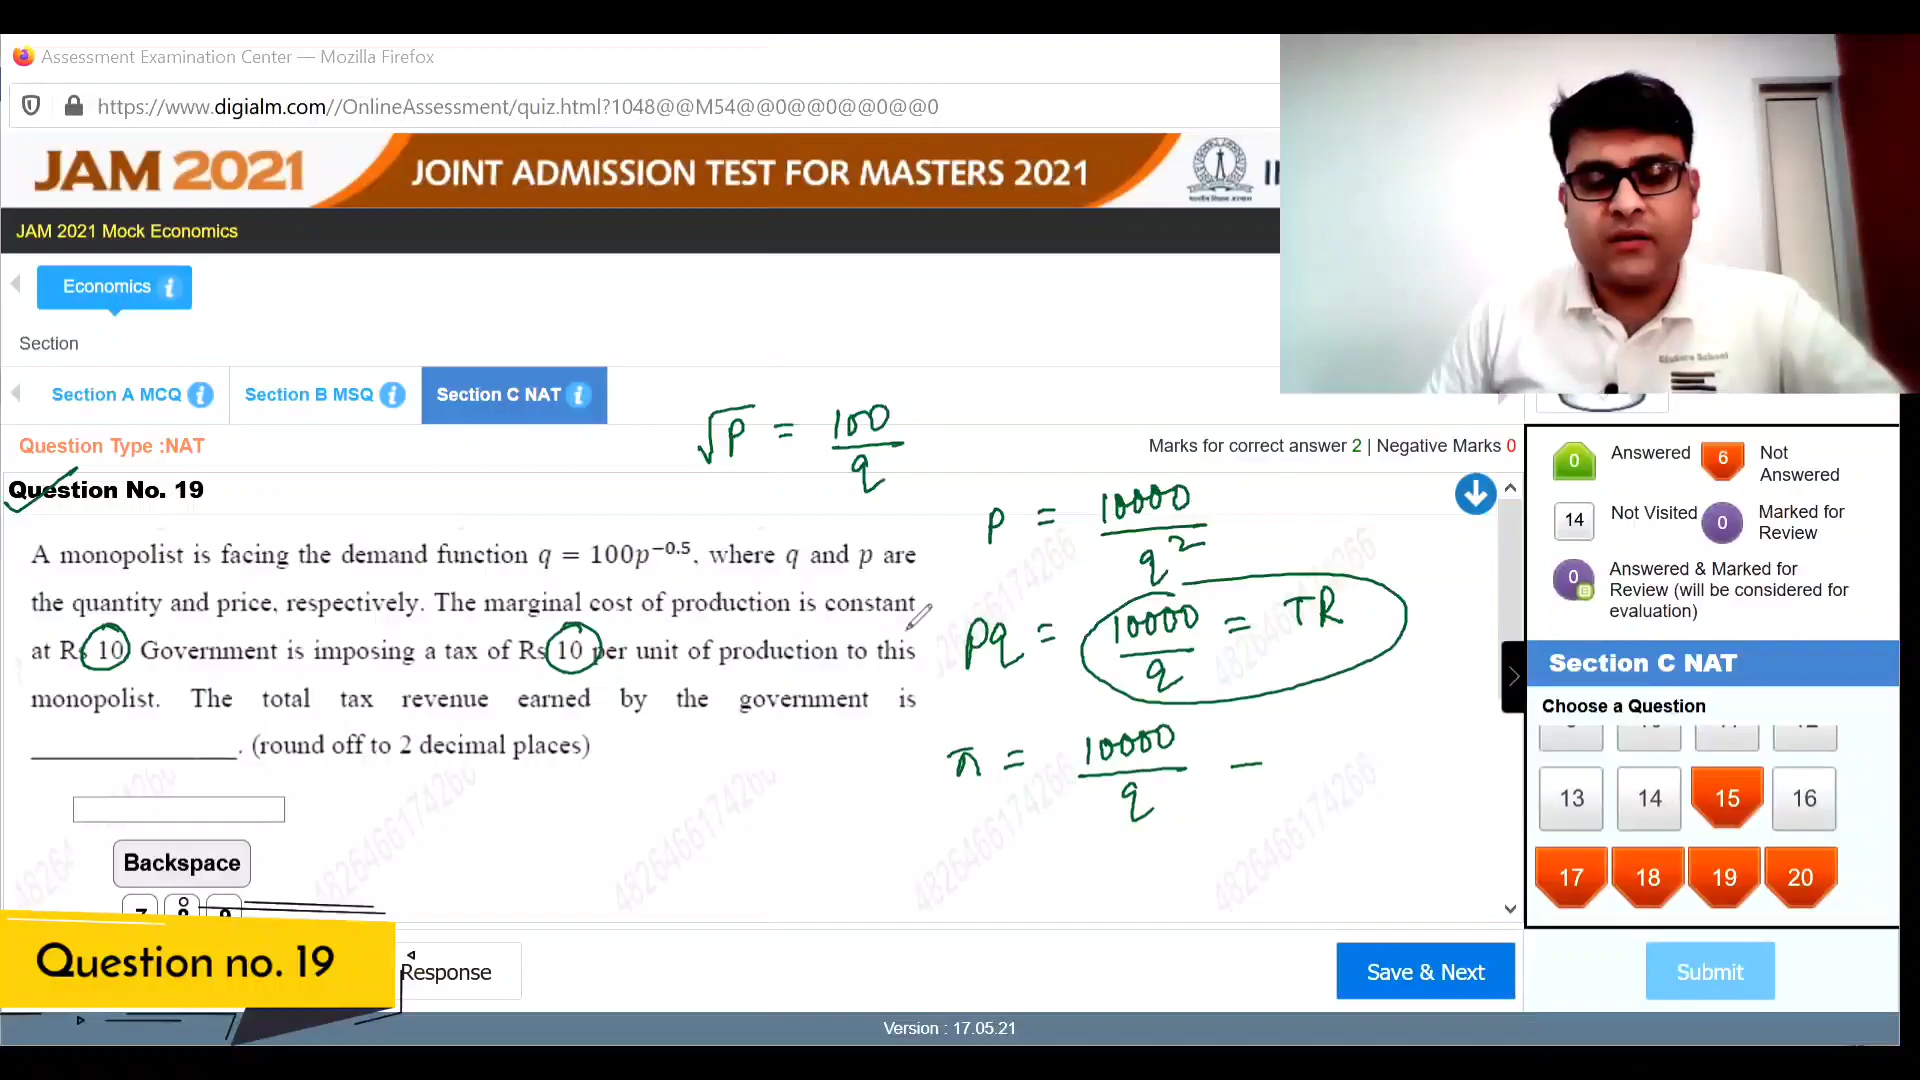 Assessment Examination Center — Mozilla Firefox
https://www.digialm.com//OnlineAssessment/quiz.html?1048@@M54@@0@@0@@0@@0
JAM 2021
JOINT ADMISSION TEST FOR MASTERS 2021
JAM 2021 Mock Economics
Economics i
Section
Section A MCQ i
Section B MSQ i
Section C NAT i
Question Type :NAT
Marks for correct answer 2 | Negative Marks 0
Question No. 19
A monopolist is facing the demand function q = 100p^{-0.5}, where q and p are
the quantity and price, respectively. The marginal cost of production is constant
at Rs 10 Government is imposing a tax of Rs 10 per unit of production to this
monopolist. The total tax revenue earned by the government is
____________. (round off to 2 decimal places)
√p = 100/q
p = 10000/q^2
pq = 10000/q = TR
π = 10000/q −
Backspace
7 8 9
Question no. 19
Response
Save & Next
Submit
Version : 17.05.21
Edukare School
0 Answered
6 Not Answered
14 Not Visited
0 Marked for Review
0 Answered & Marked for
Review (will be considered for
evaluation)
Section C NAT
Choose a Question
13 14 15 16
17 18 19 20
4826466174266